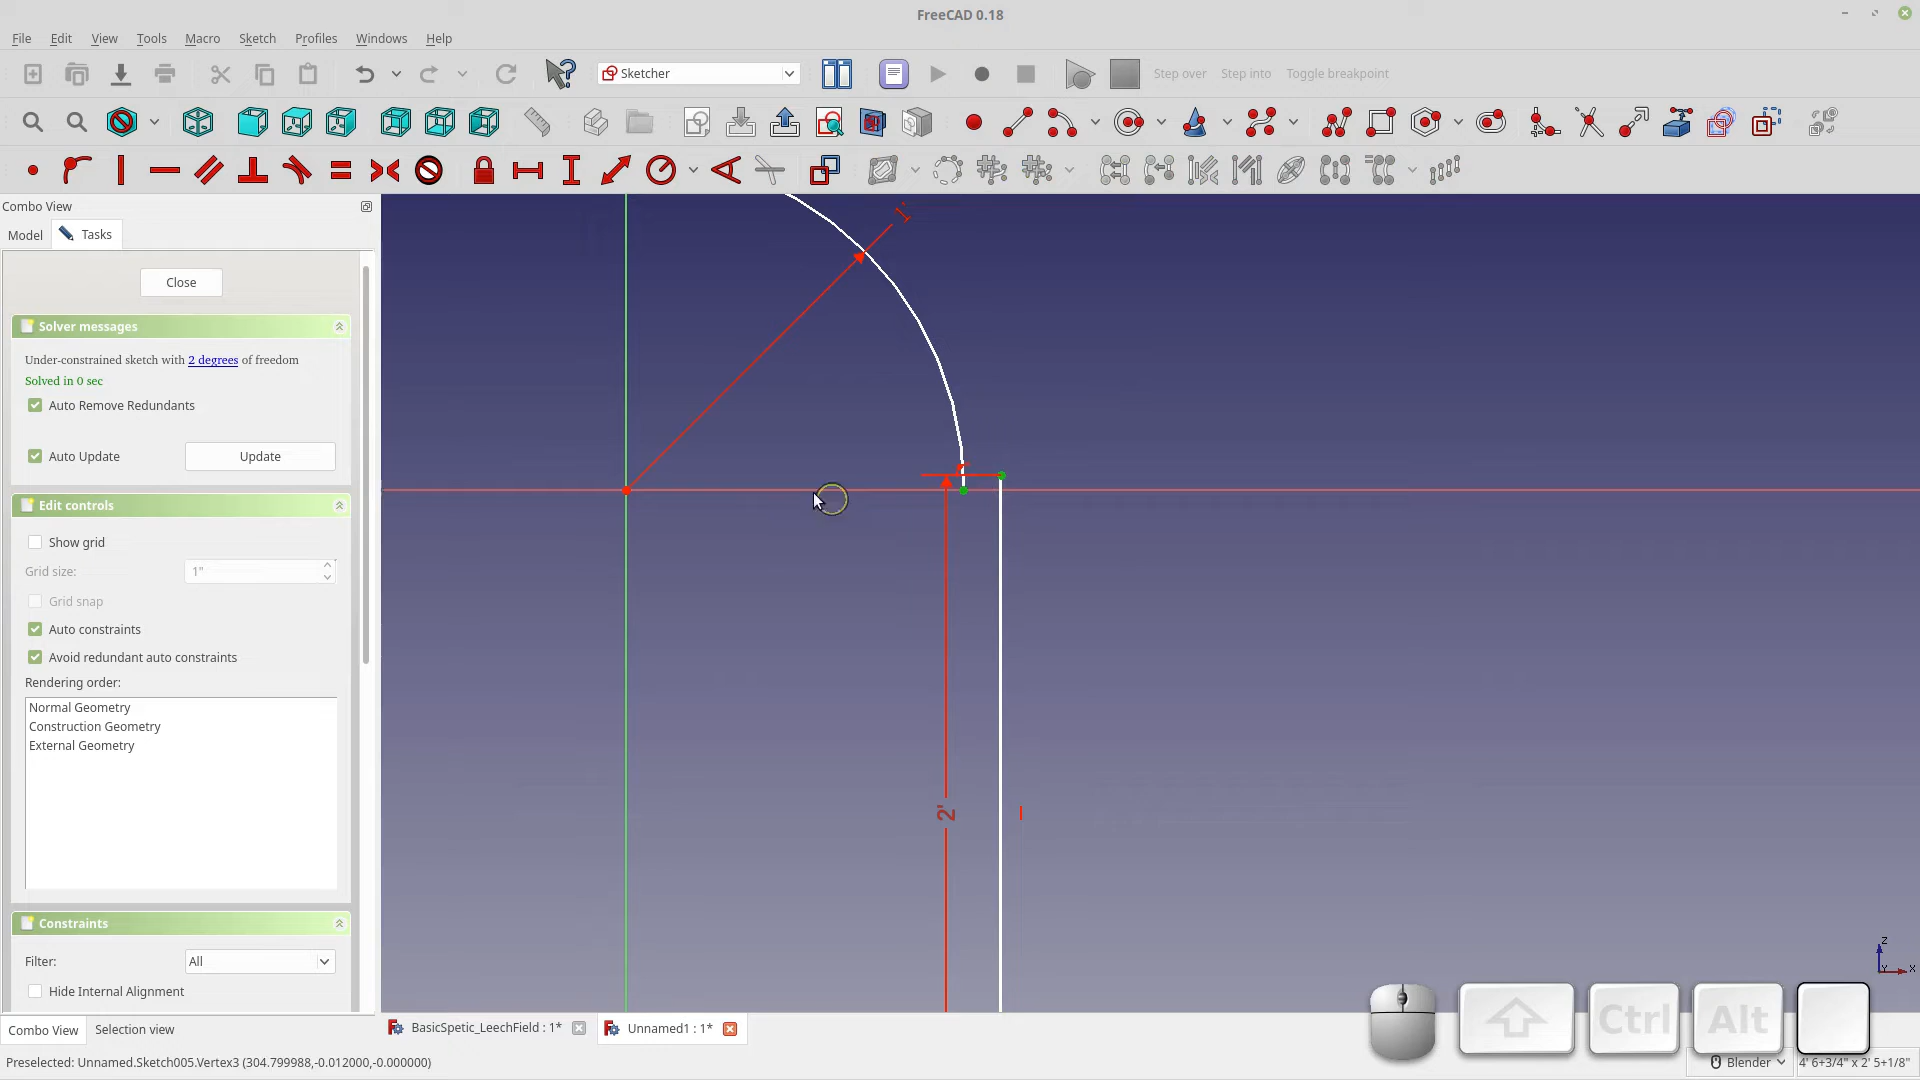 FreeCAD 0.18
File Edit View Tools Macro Sketch Profiles Windows Help
Sketcher Step over Step into Toggle breakpoint
Combo View
Model Tasks
Close
Solver messages
Under-constrained sketch with 2 degrees of freedom
Solved in 0 sec
Auto Remove Redundants
Auto Update Update
Edit controls
Show grid
Grid size: 1"
Grid snap
Auto constraints
Avoid redundant auto constraints
Rendering order:
Normal Geometry
Construction Geometry
External Geometry
Constraints
Filter: All
Hide Internal Alignment
1'
2'
Z
Y X
Ctrl Alt
Combo View Selection view
BasicSpetic_LeechField : 1* Unnamed1 : 1*
Preselected: Unnamed.Sketch005.Vertex3 (304.799988,-0.012000,-0.000000)
Blender 4' 6+3/4" x 2' 5+1/8"